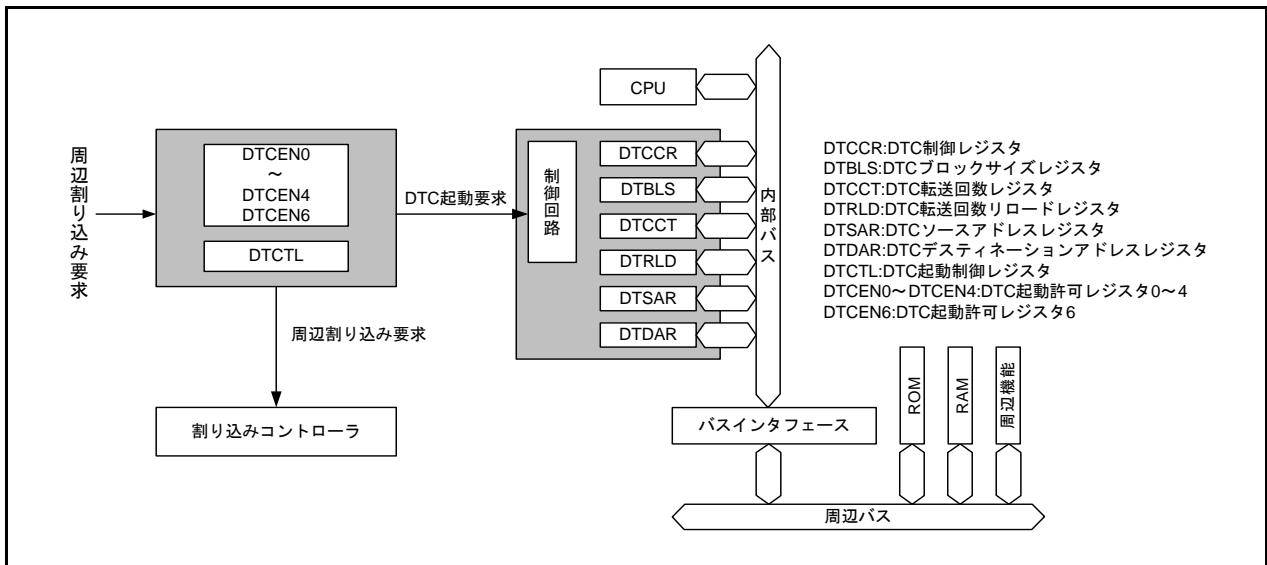 周辺割り込み要求
DTCEN0
～
DTCEN4
DTCEN6
DTCTL
DTC起動要求
周辺割り込み要求
割り込みコントローラ
制御回路
CPU
DTCCR
DTBLS
DTCCT
DTRLD
DTSAR
DTDAR
内部バス
DTCCR:DTC制御レジスタ
DTBLS:DTCブロックサイズレジスタ
DTCCT:DTC転送回数レジスタ
DTRLD:DTC転送回数リロードレジスタ
DTSAR:DTCソースアドレスレジスタ
DTDAR:DTCデスティネーションアドレスレジスタ
DTCTL:DTC起動制御レジスタ
DTCEN0～DTCEN4:DTC起動許可レジスタ0～4
DTCEN6:DTC起動許可レジスタ6
バスインタフェース
ROM
RAM
周辺機能
周辺バス